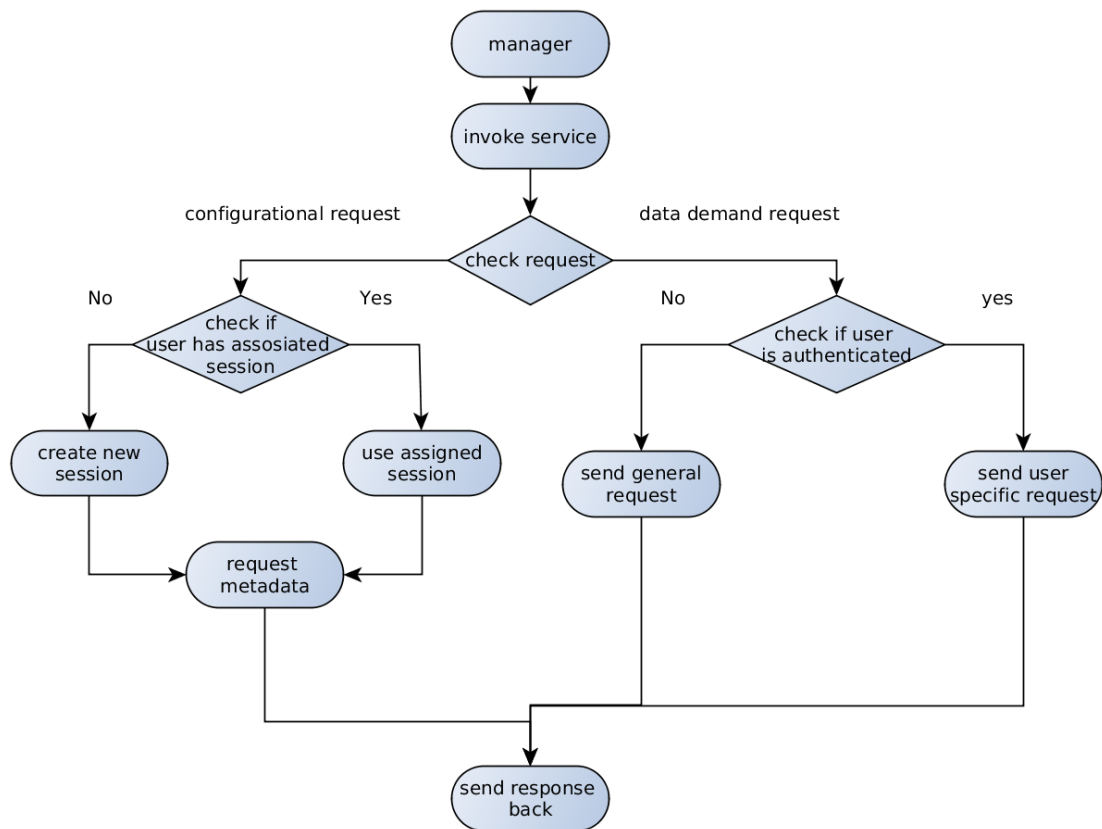 manager
invoke service
configurational request
data demand request
check request
No
Yes
No
yes
check if
user has assosiated
session
check if user
is authenticated
create new
session
use assigned
session
send general
request
send user
specific request
request
metadata
send response
back